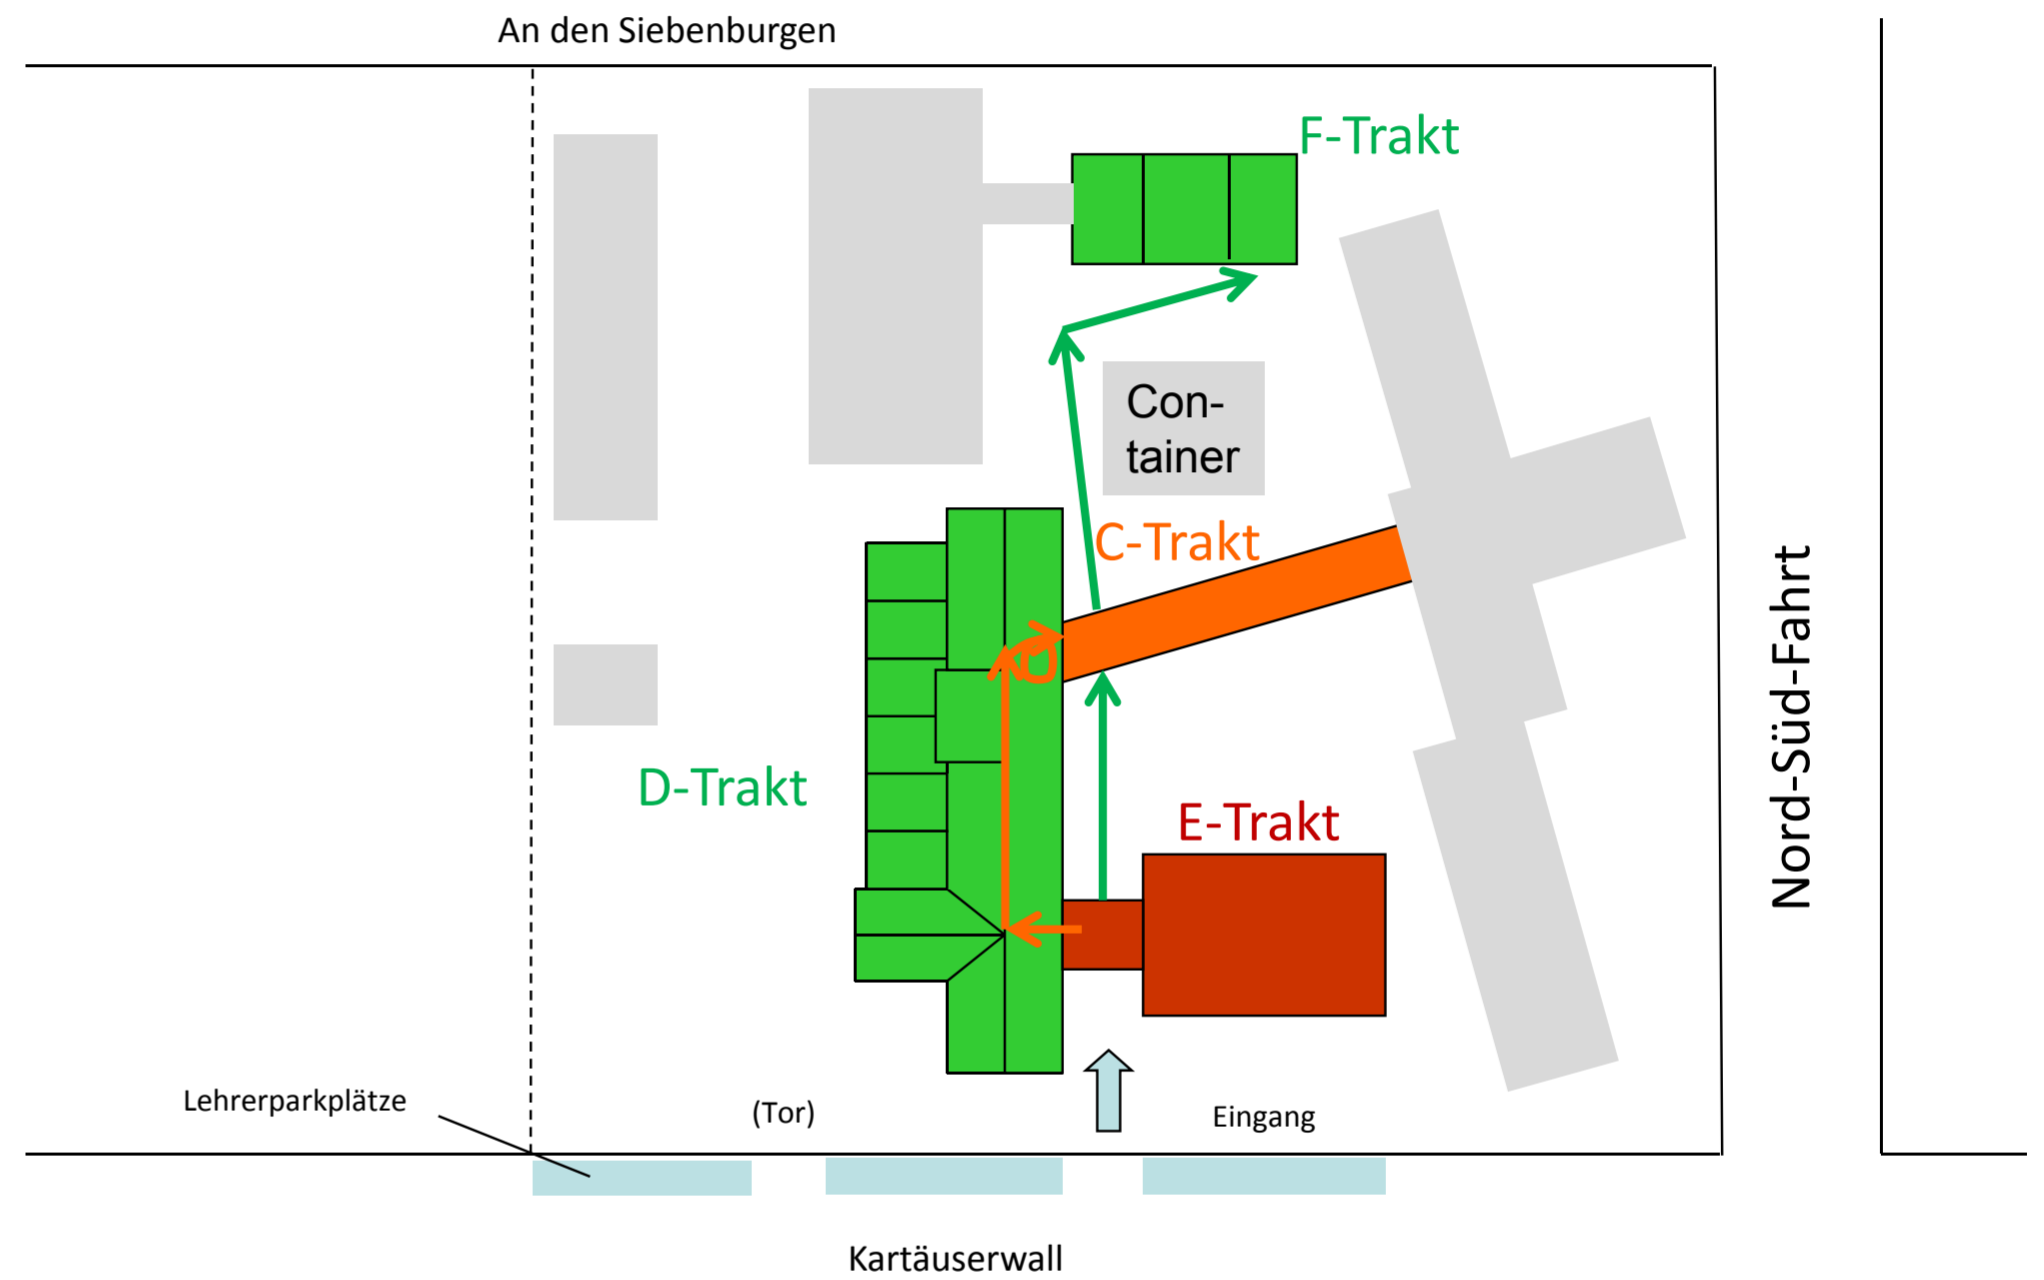 An den Siebenburgen
F-Trakt
Con-
tainer
C-Trakt
Nord-Süd-Fahrt
D-Trakt
E-Trakt
Lehrerparkplätze
(Tor)
Eingang
Kartäuserwall